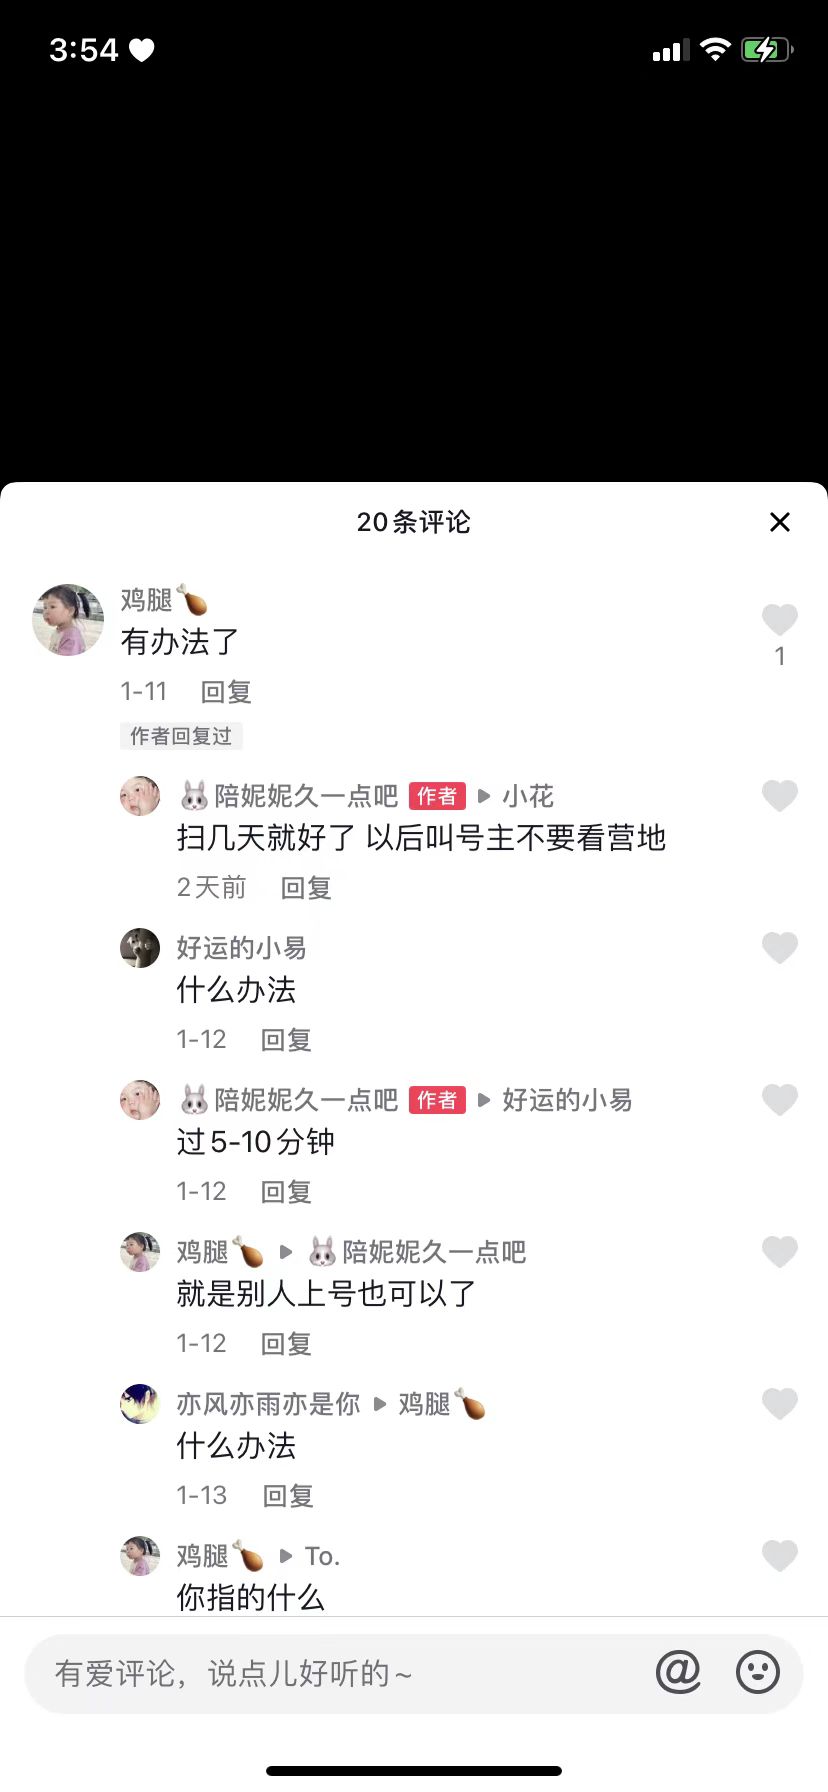 3:54
20条评论
鸡腿🍗
有办法了
1
1-11 回复
作者回复过
🐰陪妮妮久一点吧 作者 ▶ 小花
扫几天就好了 以后叫号主不要看营地
2天前 回复
好运的小易
什么办法
1-12 回复
🐰陪妮妮久一点吧 作者 ▶ 好运的小易
过5-10分钟
1-12 回复
鸡腿🍗 ▶ 🐰陪妮妮久一点吧
就是别人上号也可以了
1-12 回复
亦风亦雨亦是你 ▶ 鸡腿🍗
什么办法
1-13 回复
鸡腿🍗 ▶ To.
你指的什么
有爱评论，说点儿好听的~